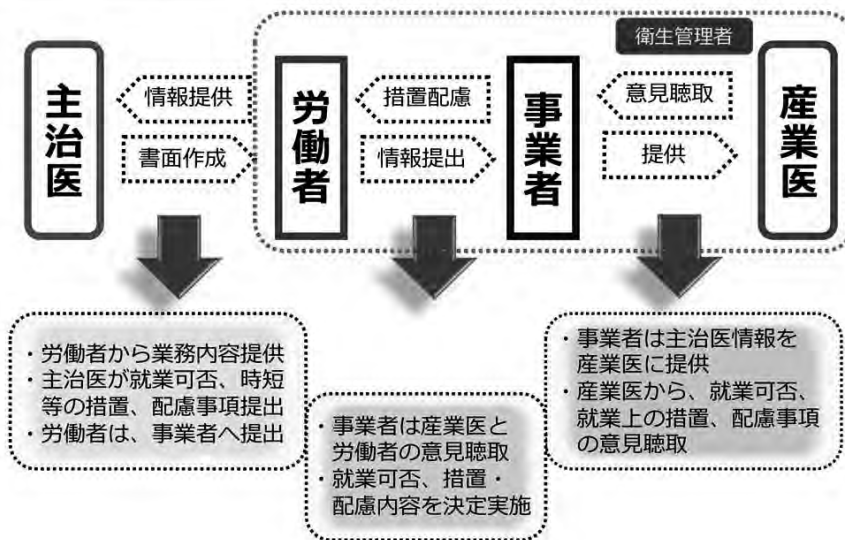 衛生管理者
主治医
情報提供
書面作成
労働者
措置配慮
情報提出
事業者
意見聴取
提供
産業医
・労働者から業務内容提供
・主治医が就業可否、時短
等の措置、配慮事項提出
・労働者は、事業者へ提出
・事業者は産業医と
労働者の意見聴取
・就業可否、措置・
配慮内容を決定実施
・事業者は主治医情報を
産業医に提供
・産業医から、就業可否、
就業上の措置、配慮事項
の意見聴取